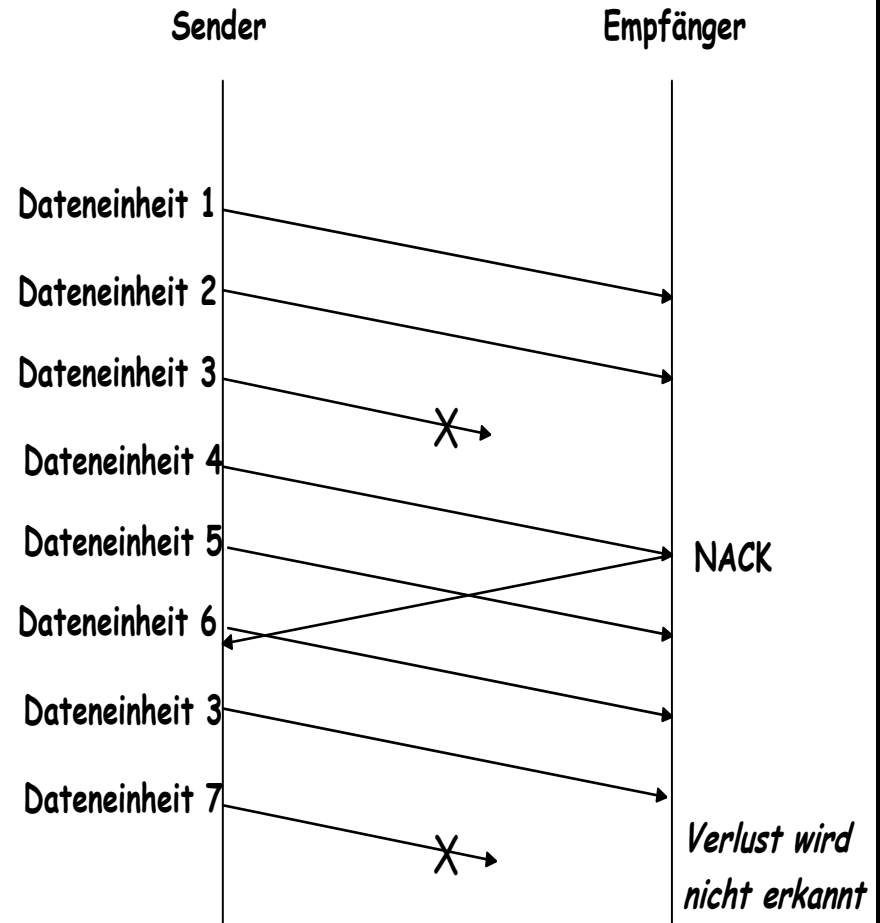 Sender
Empfänger
Dateneinheit 1
Dateneinheit 2
Dateneinheit 3
Dateneinheit 4
Dateneinheit 5
NACK
Dateneinheit 6
Dateneinheit 3
Dateneinheit 7
Verlust wird
nicht erkannt